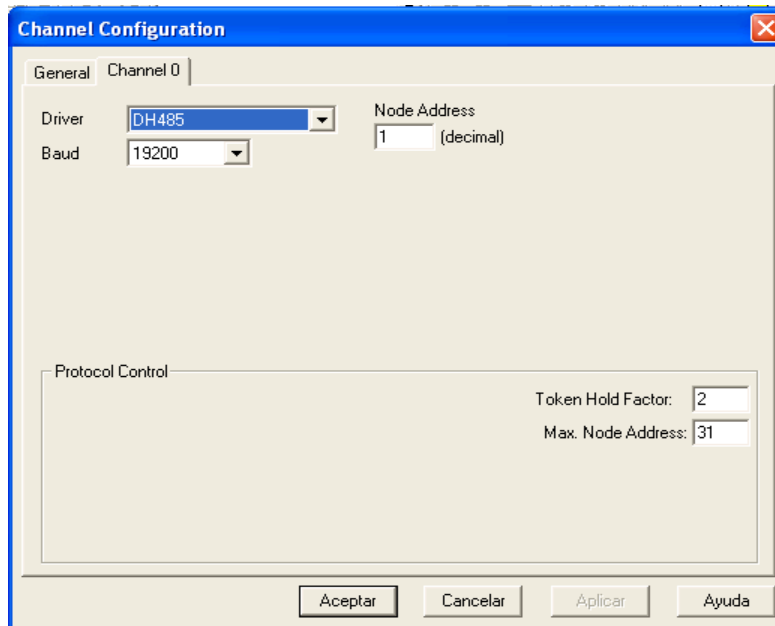 Channel Configuration
General Channel 0
Driver DH485 Node Address
1 (decimal)
Baud 19200
Protocol Control
Token Hold Factor: 2
Max. Node Address: 31
Aceptar Cancelar Aplicar Ayuda